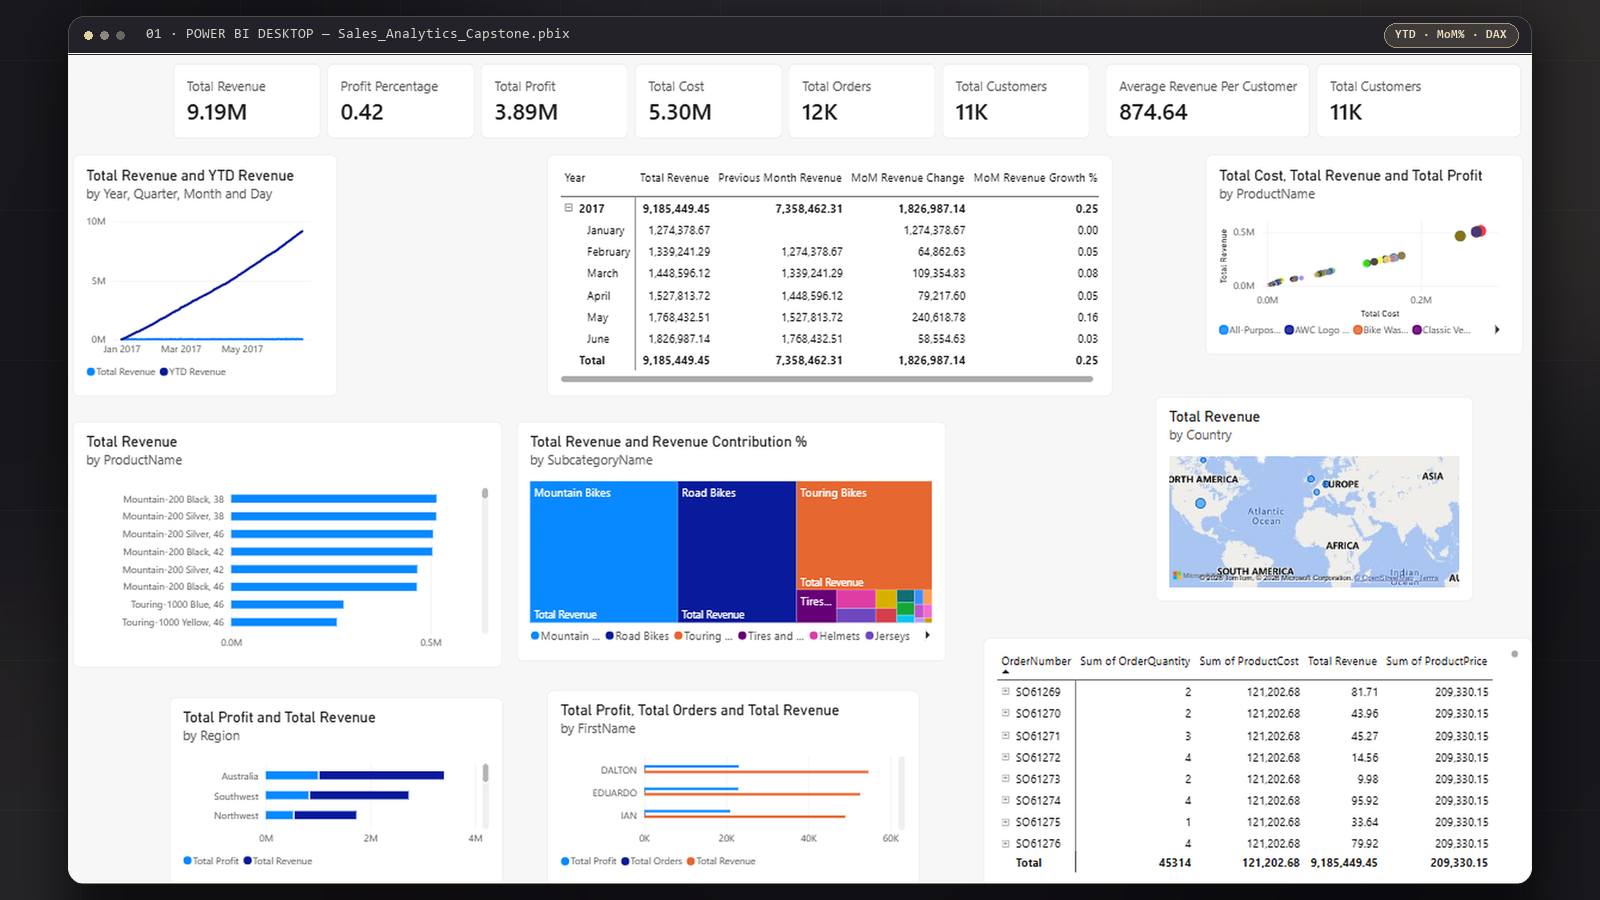 01 · POWER BI DESKTOP — Sales_Analytics_Capstone.pbix
YTD · MoM% · DAX
Total Revenue
9.19M
Profit Percentage
0.42
Total Profit
3.89M
Total Cost
5.30M
Total Orders
12K
Total Customers
11K
Average Revenue Per Customer
874.64
Total Customers
11K
Total Revenue and YTD Revenue
by Year, Quarter, Month and Day
10M
5M
0M
Jan 2017 Mar 2017 May 2017
Total Revenue YTD Revenue
Year Total Revenue Previous Month Revenue MoM Revenue Change MoM Revenue Growth %
2017 9,185,449.45 7,358,462.31 1,826,987.14 0.25
January 1,274,378.67 1,274,378.67 0.00
February 1,339,241.29 1,274,378.67 64,862.63 0.05
March 1,448,596.12 1,339,241.29 109,354.83 0.08
April 1,527,813.72 1,448,596.12 79,217.60 0.05
May 1,768,432.51 1,527,813.72 240,618.78 0.16
June 1,826,987.14 1,768,432.51 58,554.63 0.03
Total 9,185,449.45 7,358,462.31 1,826,987.14 0.25
Total Cost, Total Revenue and Total Profit
by ProductName
Total Revenue
0.5M
0.0M
0.0M 0.2M
Total Cost
All-Purpos... AWC Logo ... Bike Was... Classic Ve...
Total Revenue
by ProductName
Mountain-200 Black, 38
Mountain-200 Silver, 38
Mountain-200 Silver, 46
Mountain-200 Black, 42
Mountain-200 Silver, 42
Mountain-200 Black, 46
Touring-1000 Blue, 46
Touring-1000 Yellow, 46
0.0M 0.5M
Total Revenue and Revenue Contribution %
by SubcategoryName
Mountain Bikes Road Bikes Touring Bikes
Total Revenue
Tires...
Total Revenue Total Revenue
Mountain ... Road Bikes Touring ... Tires and ... Helmets Jerseys
Total Revenue
by Country
ORTH AMERICA
EUROPE
ASIA
Atlantic
Ocean
AFRICA
SOUTH AMERICA
Indian
Ocean
AU
© 2026 TomTom, © 2026 Microsoft Corporation, © OpenStreetMap Terms
Total Profit and Total Revenue
by Region
Australia
Southwest
Northwest
0M 2M 4M
Total Profit Total Revenue
Total Profit, Total Orders and Total Revenue
by FirstName
DALTON
EDUARDO
IAN
0K 20K 40K 60K
Total Profit Total Orders Total Revenue
OrderNumber Sum of OrderQuantity Sum of ProductCost Total Revenue Sum of ProductPrice
SO61269 2 121,202.68 81.71 209,330.15
SO61270 2 121,202.68 43.96 209,330.15
SO61271 3 121,202.68 45.27 209,330.15
SO61272 4 121,202.68 14.56 209,330.15
SO61273 2 121,202.68 9.98 209,330.15
SO61274 4 121,202.68 95.92 209,330.15
SO61275 1 121,202.68 33.64 209,330.15
SO61276 4 121,202.68 79.92 209,330.15
Total 45314 121,202.68 9,185,449.45 209,330.15